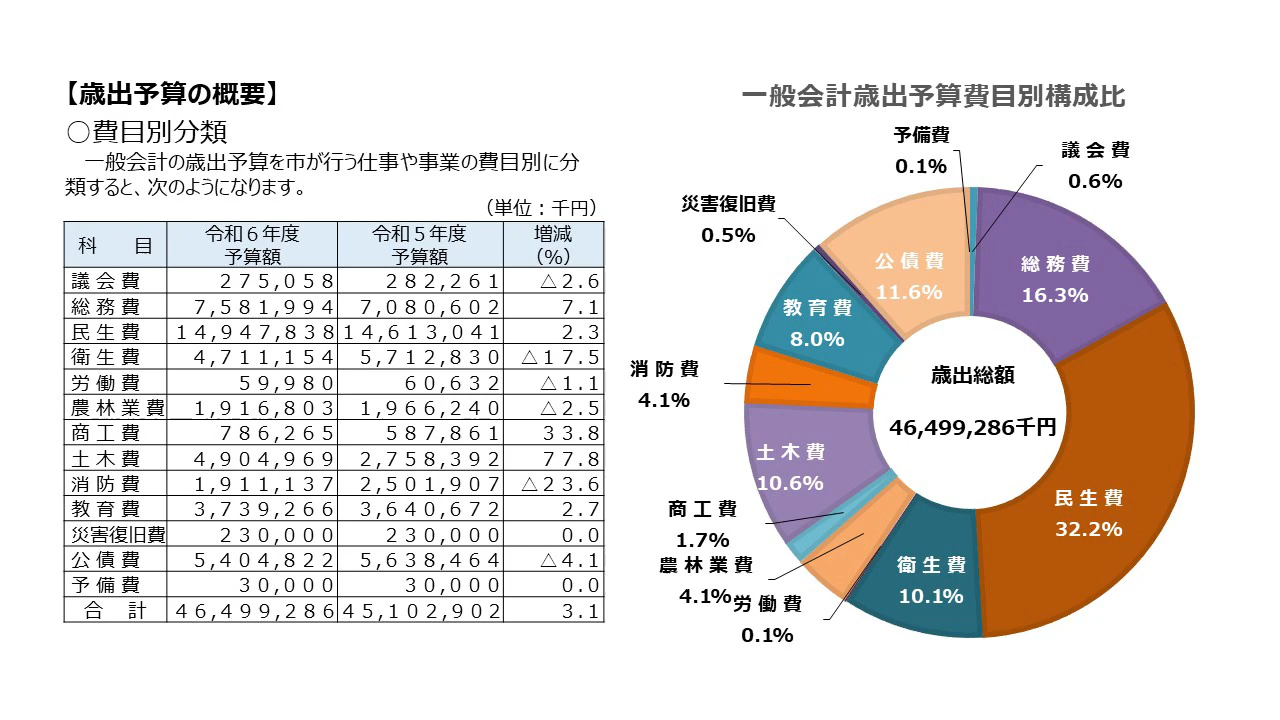 【歳出予算の概要】
○費目別分類
一般会計の歳出予算を市が行う仕事や事業の費目別に分
類すると、次のようになります。
（単位：千円）
科　目 令和６年度 予算額 令和５年度 予算額 増減 (％)
議会費 275,058 282,261 △2.6
総務費 7,581,994 7,080,602 7.1
民生費 14,947,838 14,613,041 2.3
衛生費 4,711,154 5,712,830 △17.5
労働費 59,980 60,632 △1.1
農林業費 1,916,803 1,966,240 △2.5
商工費 786,265 587,861 33.8
土木費 4,904,969 2,758,392 77.8
消防費 1,911,137 2,501,907 △23.6
教育費 3,739,266 3,640,672 2.7
災害復旧費 230,000 230,000 0.0
公債費 5,404,822 5,638,464 △4.1
予備費 30,000 30,000 0.0
合　計 46,499,286 45,102,902 3.1
一般会計歳出予算費目別構成比
予備費
0.1%
議会費
0.6%
災害復旧費
0.5%
公債費
11.6%
総務費
16.3%
教育費
8.0%
消防費
4.1%
歳出総額
46,499,286千円
土木費
10.6%
民生費
32.2%
商工費
1.7%
農林業費
4.1%
衛生費
10.1%
労働費
0.1%